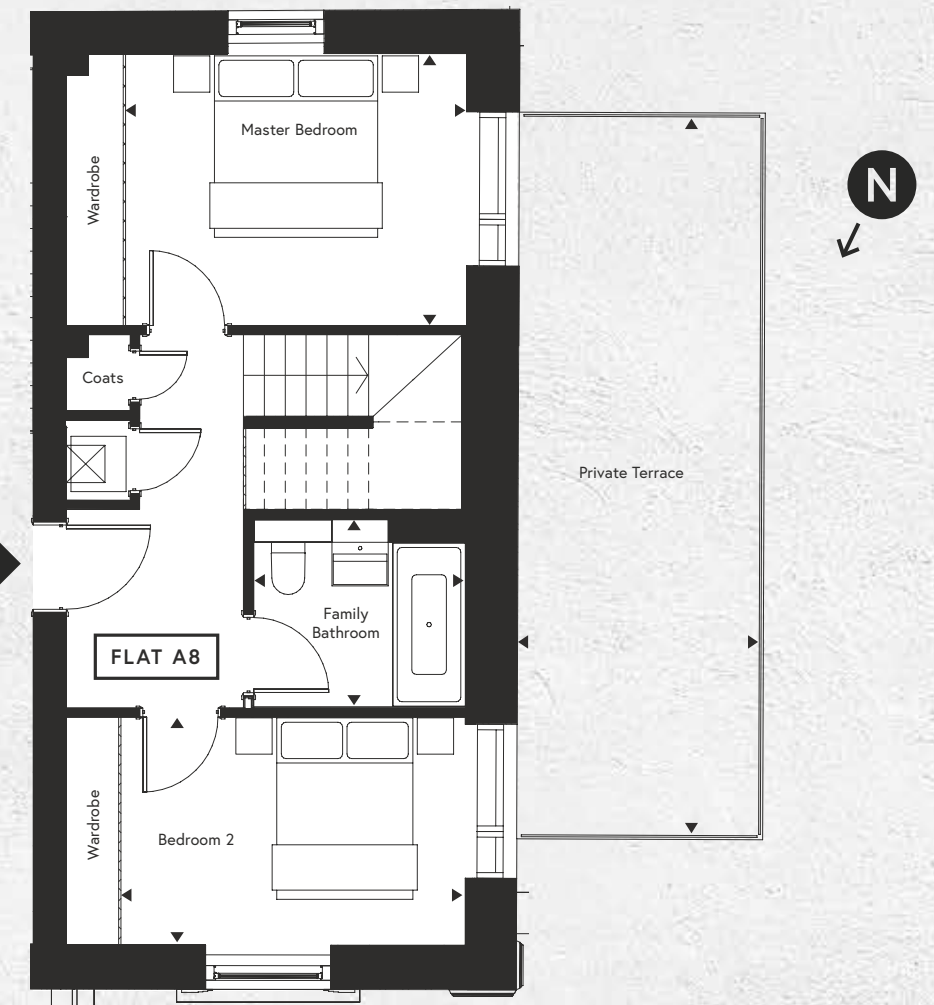 Master Bedroom
Wardrobe
N
Coats
Private Terrace
Family
Bathroom
FLAT A8
Wardrobe
Bedroom 2